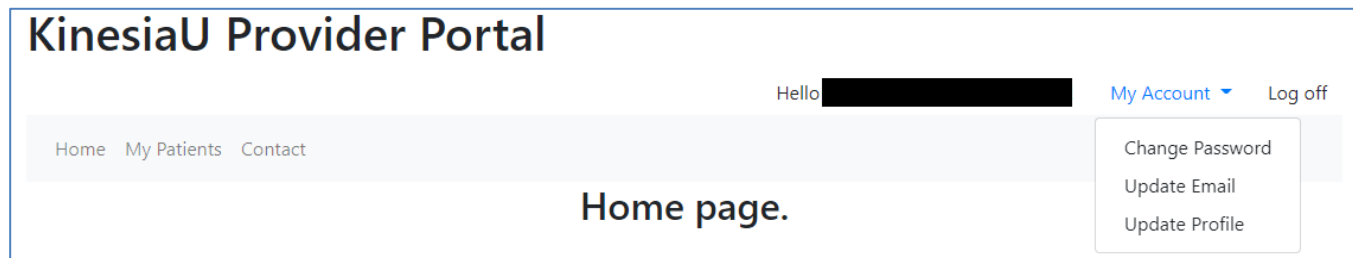 KinesiaU Provider Portal
Hello My Account Log off
Home My Patients Contact
Change Password
Update Email
Update Profile
Home page.